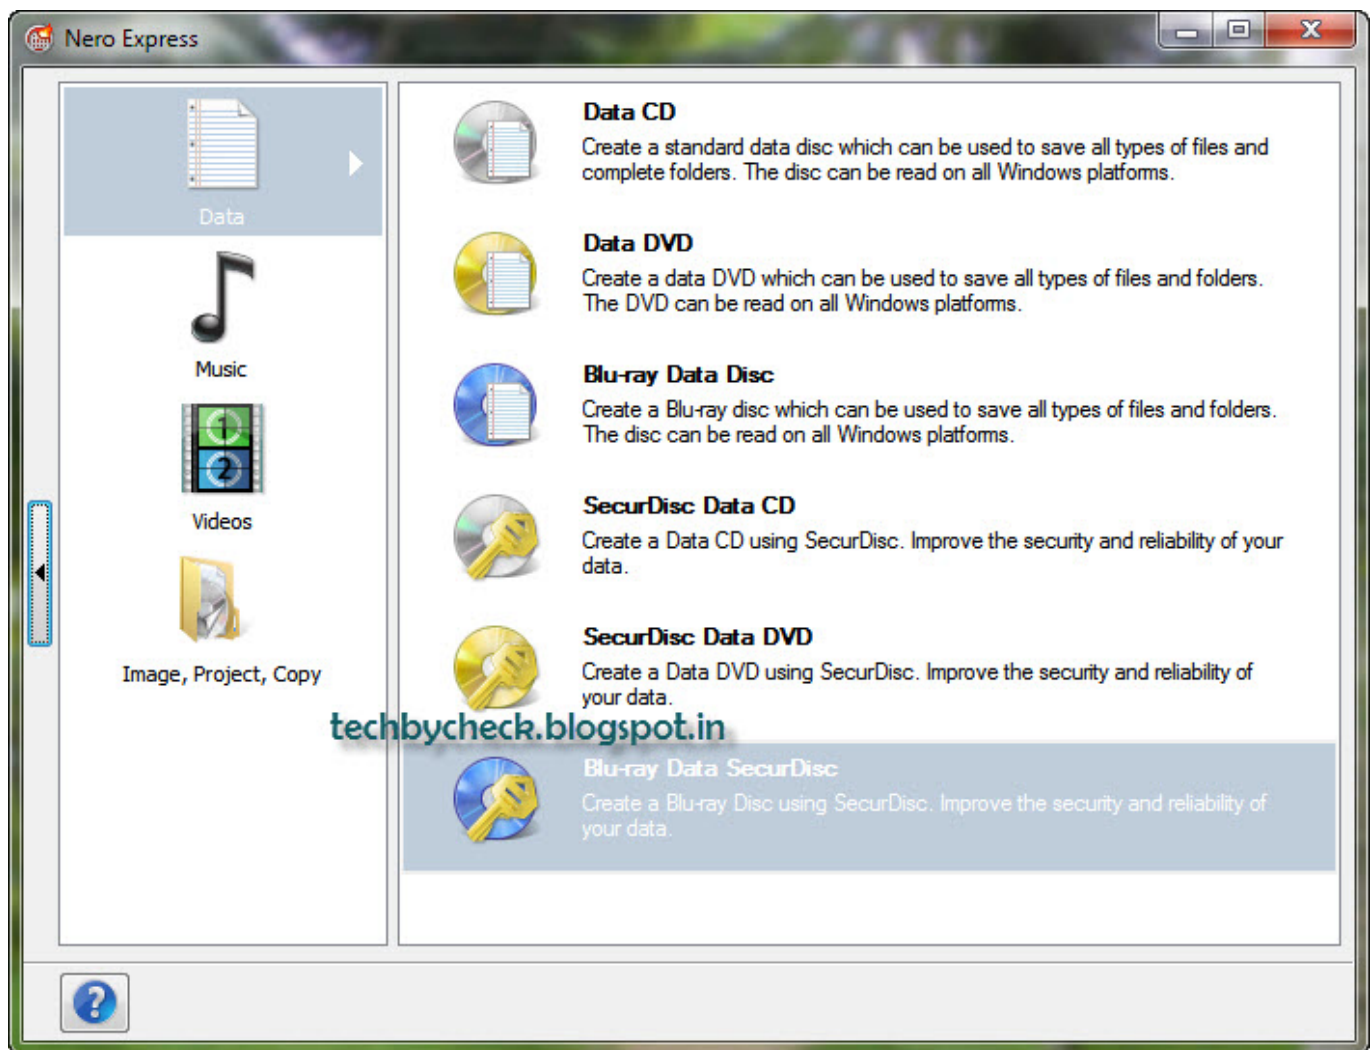 Nero Express
Data
Music
1
2
Videos
Image, Project, Copy
Data CD
Create a standard data disc which can be used to save all types of files and
complete folders. The disc can be read on all Windows platforms.
Data DVD
Create a data DVD which can be used to save all types of files and folders.
The DVD can be read on all Windows platforms.
Blu-ray Data Disc
Create a Blu-ray disc which can be used to save all types of files and folders.
The disc can be read on all Windows platforms.
SecurDisc Data CD
Create a Data CD using SecurDisc. Improve the security and reliability of your
data.
SecurDisc Data DVD
Create a Data DVD using SecurDisc. Improve the security and reliability of
your data.
techbycheck.blogspot.in
Blu-ray Data SecurDisc
Create a Blu-ray Disc using SecurDisc. Improve the security and reliability of
your data.
?